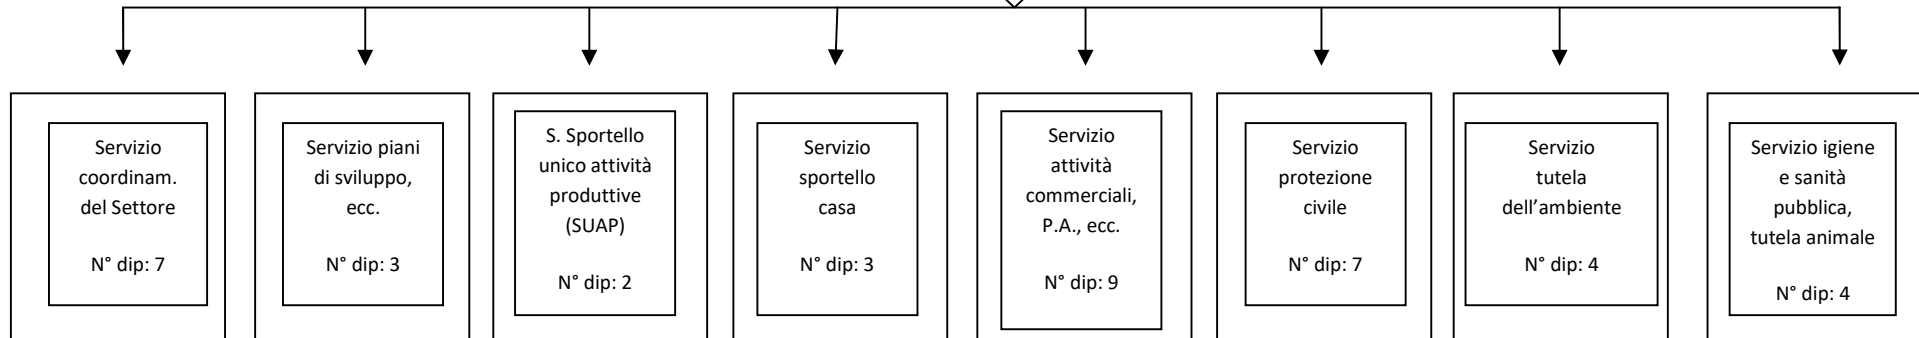 Servizio
coordinam.
del Settore
N° dip: 7
Servizio piani
di sviluppo,
ecc.
N° dip: 3
S. Sportello
unico attività
produttive
(SUAP)
N° dip: 2
Servizio
sportello
casa
N° dip: 3
Servizio
attività
commerciali,
P.A., ecc.
N° dip: 9
Servizio
protezione
civile
N° dip: 7
Servizio
tutela
dell’ambiente
N° dip: 4
Servizio igiene
e sanità
pubblica,
tutela animale
N° dip: 4